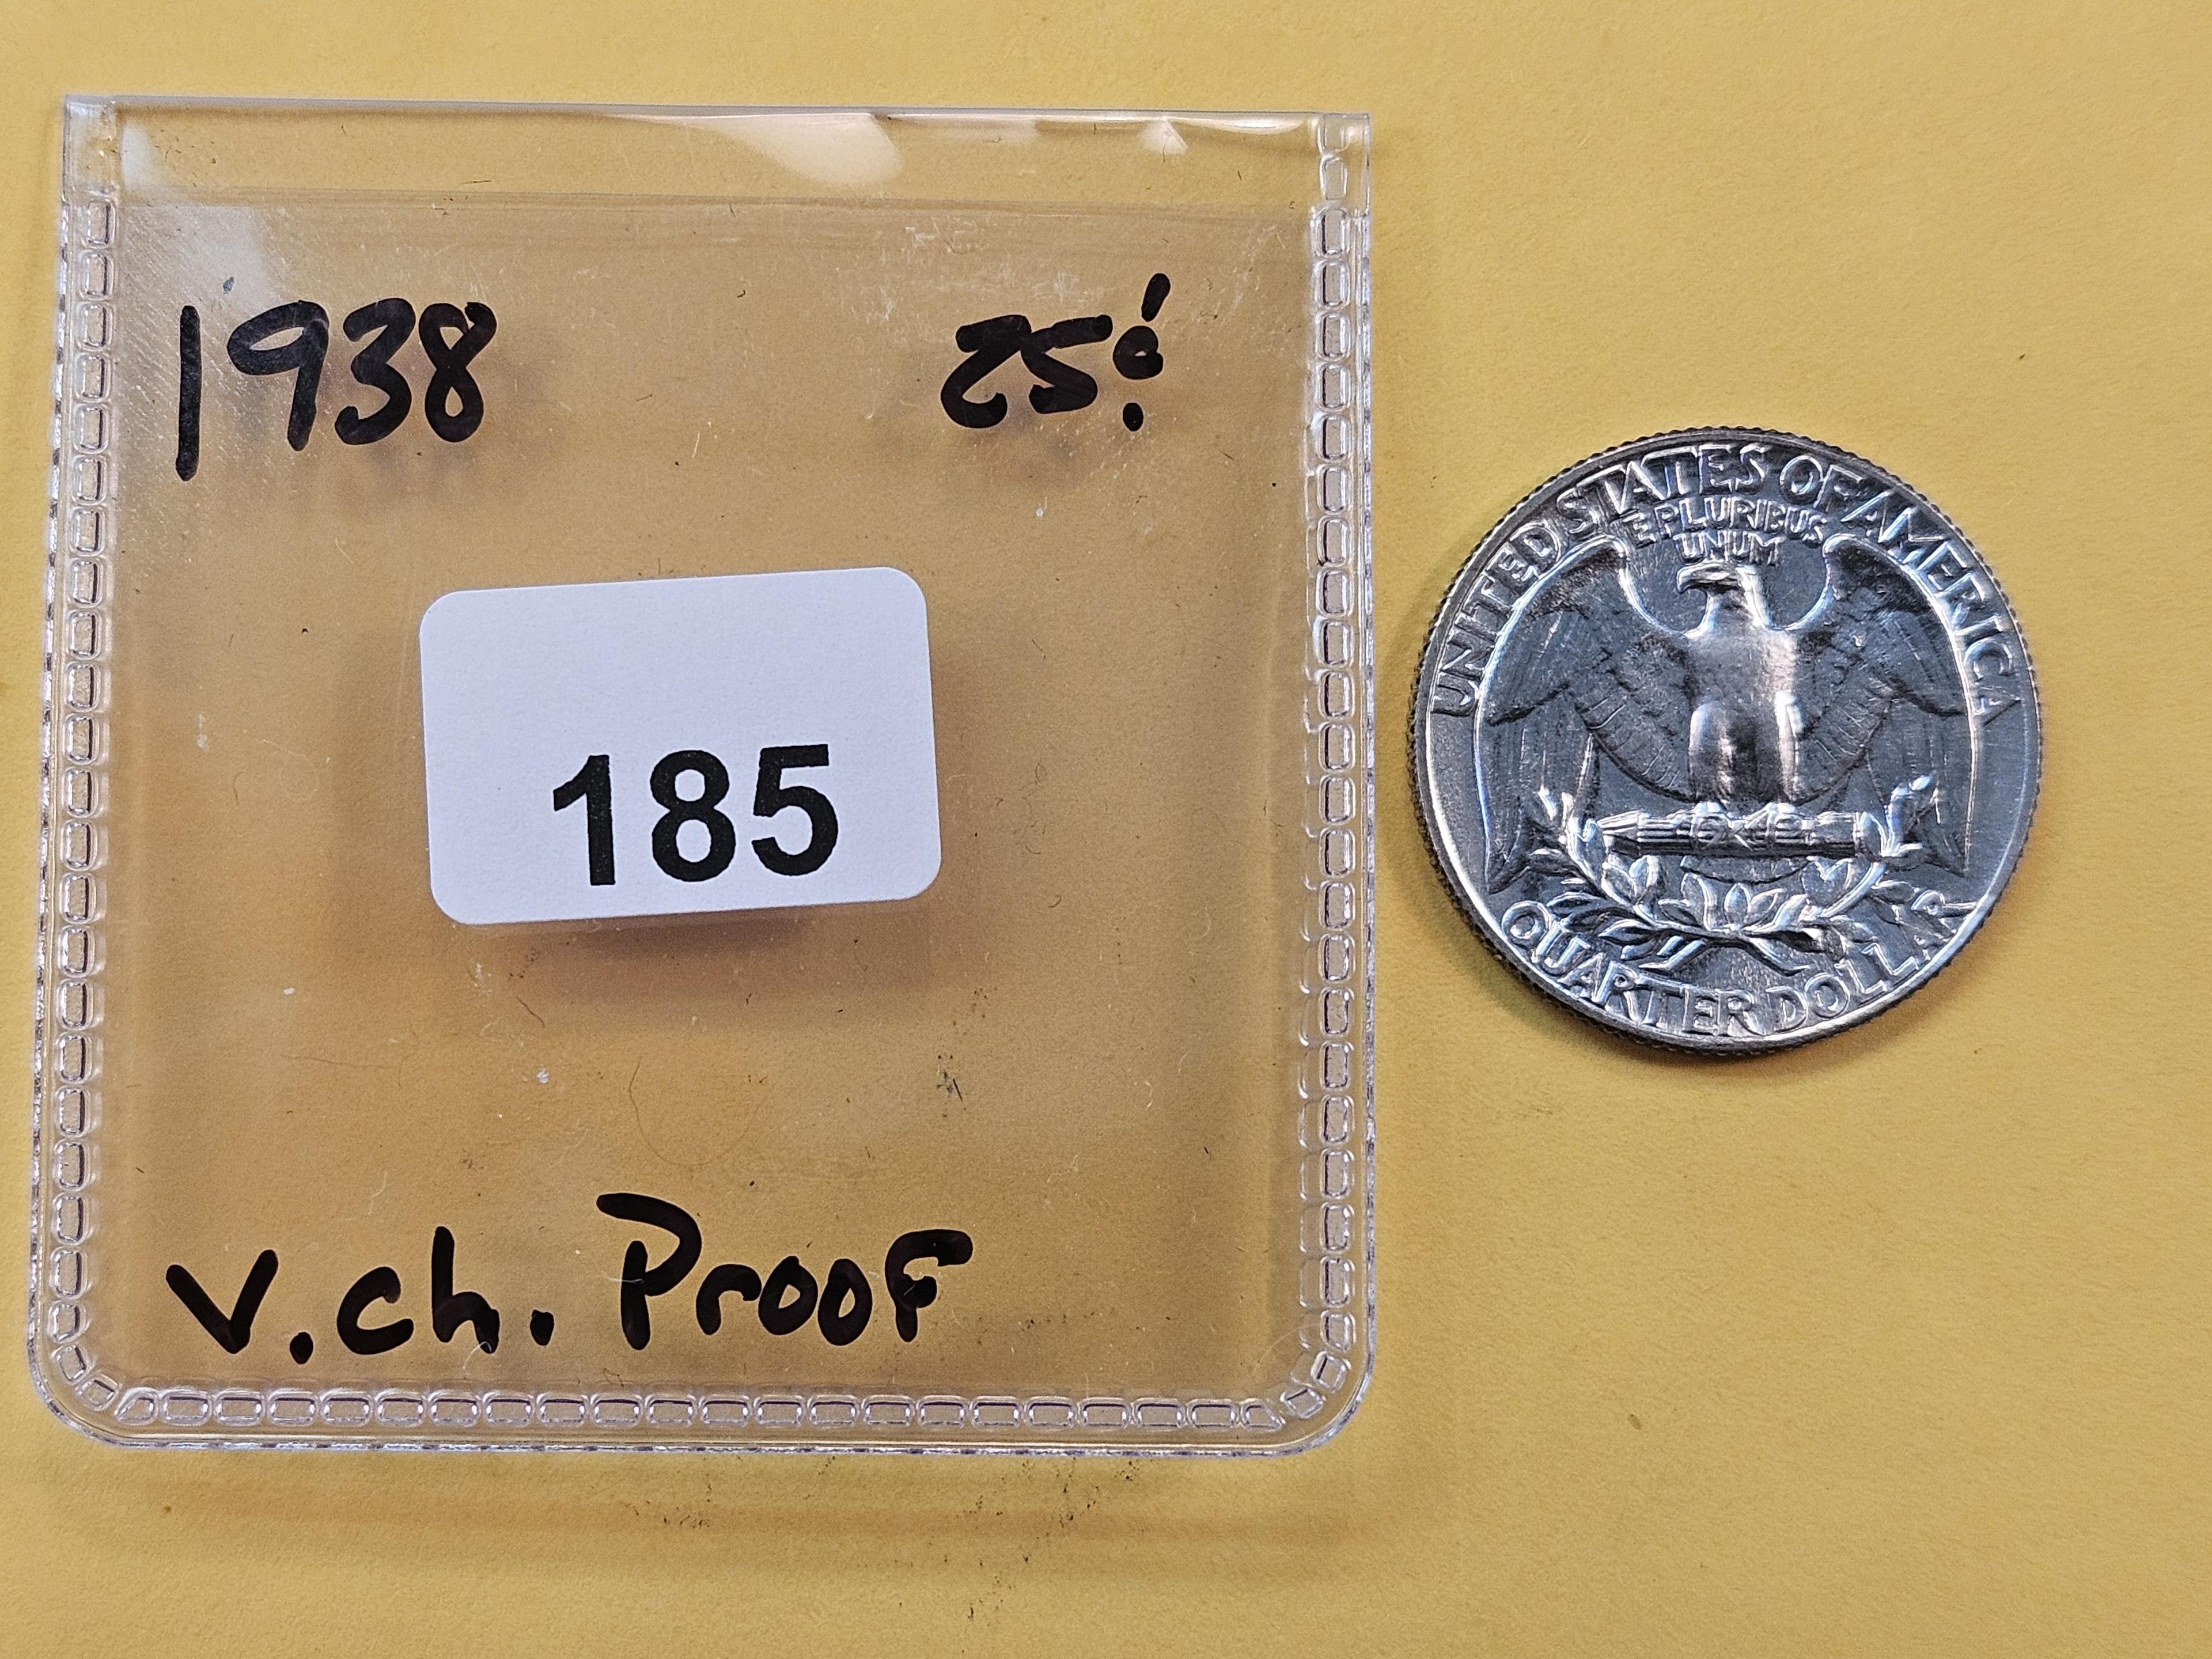 1938 25¢
185
V. Ch. Proof
UNITED STATES OF AMERICA
E PLURIBUS
UNUM
QUARTER DOLLAR